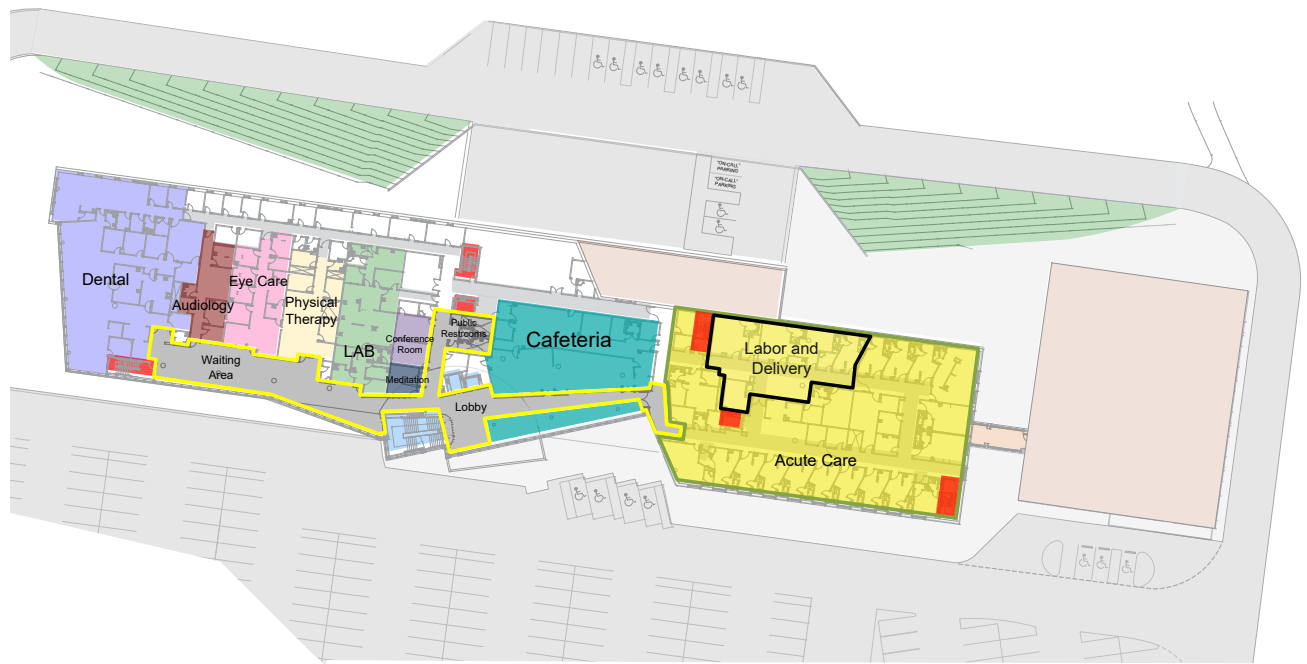 "ON-CALL"
PARKING
"ON-CALL"
PARKING
Dental
Eye Care
Audiology
Physical
Therapy
LAB
Conference
Room
Meditation
Public
Restrooms
Cafeteria
Waiting
Area
Lobby
Labor and
Delivery
Acute Care